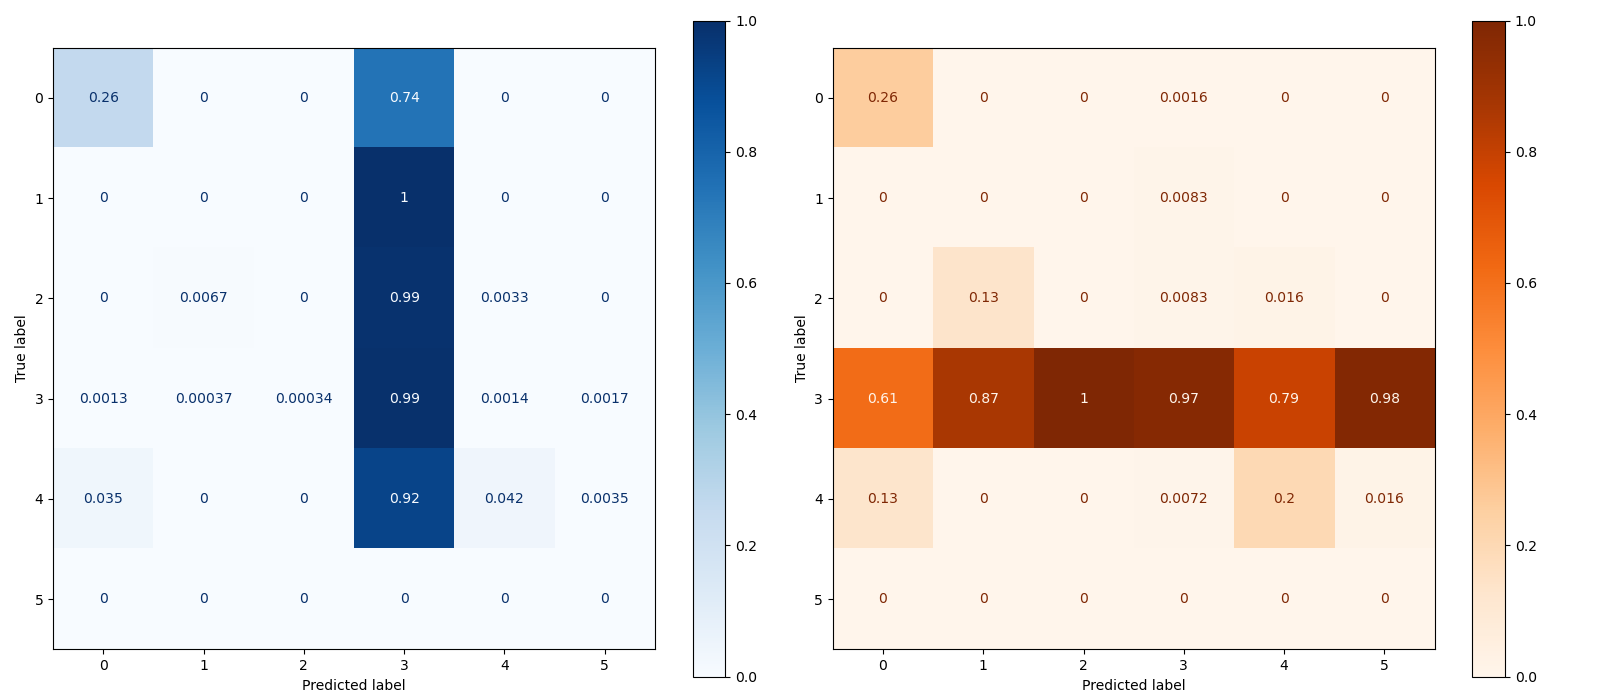 1.0
0 0.26 0 0 0.74 0 0
0.8
1 0 0 0 1 0 0
2 0 0.0067 0 0.99 0.0033 0
0.6
True label
3 0.0013 0.00037 0.00034 0.99 0.0014 0.0017
0.4
4 0.035 0 0 0.92 0.042 0.0035
0.2
5 0 0 0 0 0 0
0.0
0 1 2 3 4 5
Predicted label
1.0
0 0.26 0 0 0.0016 0 0
0.8
1 0 0 0 0.0083 0 0
2 0 0.13 0 0.0083 0.016 0
0.6
True label
3 0.61 0.87 1 0.97 0.79 0.98
0.4
4 0.13 0 0 0.0072 0.2 0.016
0.2
5 0 0 0 0 0 0
0.0
0 1 2 3 4 5
Predicted label